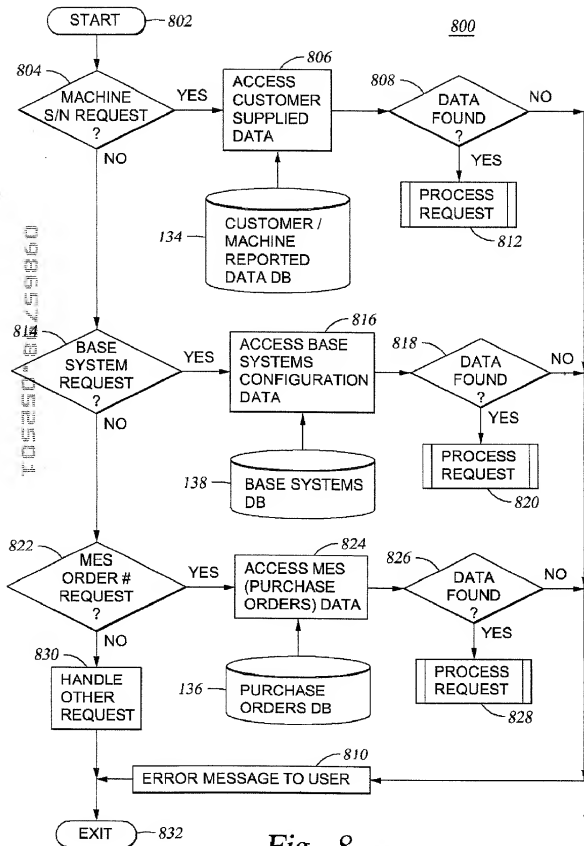 START
802
800
804
MACHINE
S/N REQUEST
?
YES
NO
806
ACCESS
CUSTOMER
SUPPLIED
DATA
808
DATA
FOUND
?
NO
YES
PROCESS
REQUEST
812
134
CUSTOMER /
MACHINE
REPORTED
DATA DB
814
BASE
SYSTEM
REQUEST
?
YES
NO
816
ACCESS BASE
SYSTEMS
CONFIGURATION
DATA
818
DATA
FOUND
?
NO
YES
PROCESS
REQUEST
820
138
BASE SYSTEMS
DB
822
MES
ORDER #
REQUEST
?
YES
NO
824
ACCESS MES
(PURCHASE
ORDERS) DATA
826
DATA
FOUND
?
NO
YES
PROCESS
REQUEST
828
830
HANDLE
OTHER
REQUEST
136
PURCHASE
ORDERS DB
810
ERROR MESSAGE TO USER
EXIT
832
Fig. 8